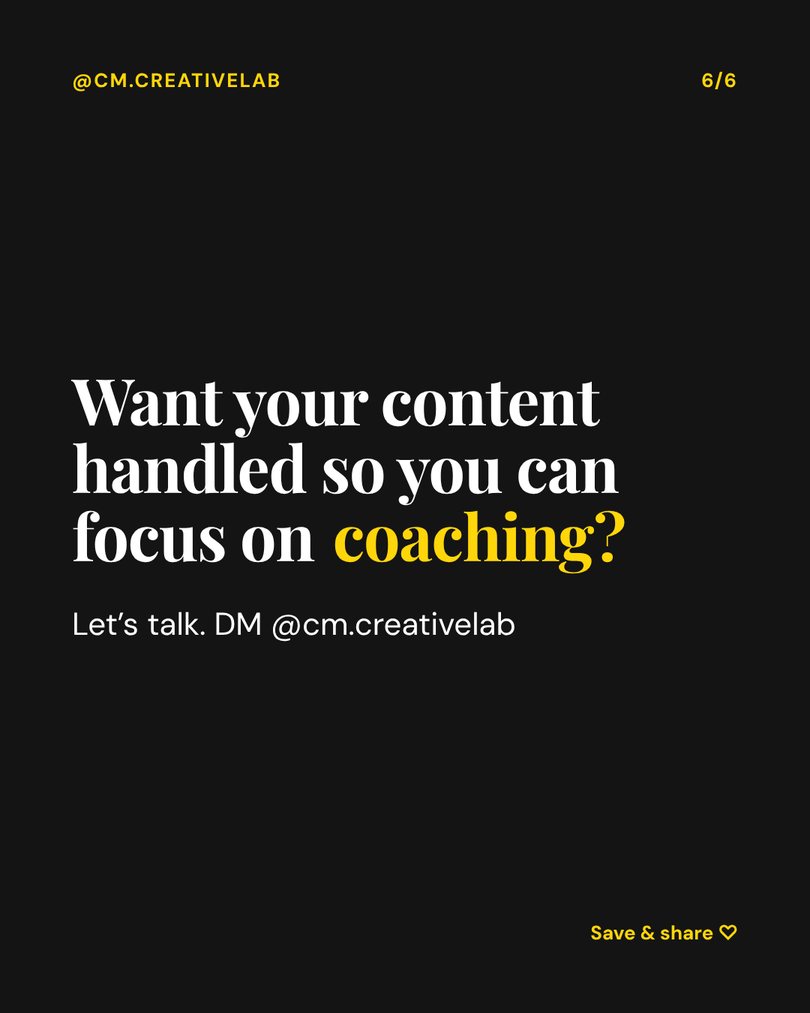 @CM.CREATIVELAB
6/6
Want your content
handled so you can
focus on coaching?
Let’s talk. DM @cm.creativelab
Save & share ♡